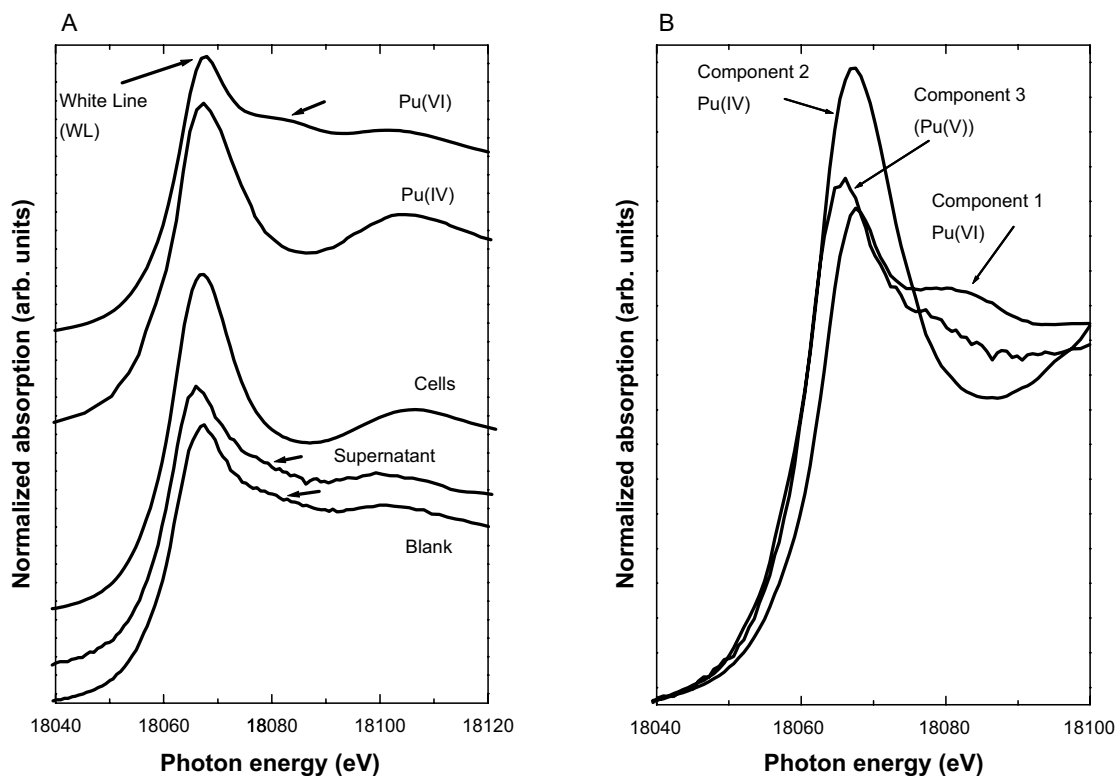 A
White Line
(WL)
Pu(VI)
Pu(IV)
Cells
Supernatant
Blank
Normalized absorption (arb. units)
18040 18060 18080 18100 18120
Photon energy (eV)
B
Component 2
Pu(IV)
Component 3
(Pu(V))
Component 1
Pu(VI)
Normalized absorption (arb. units)
18040 18060 18080 18100
Photon energy (eV)